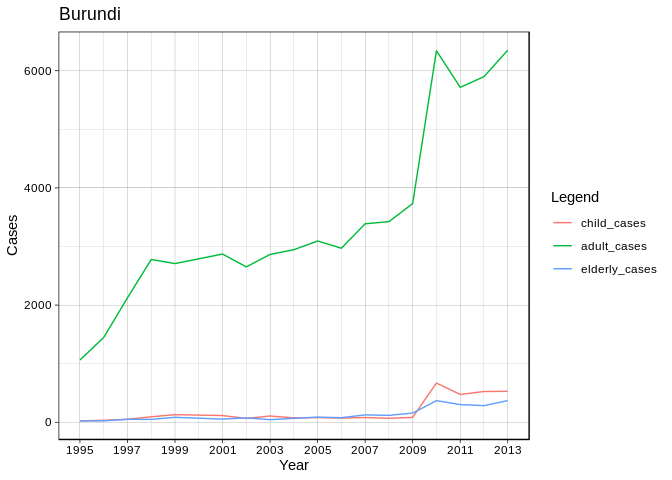 Burundi
6000
4000
2000
0
Cases
1995 1997 1999 2001 2003 2005 2007 2009 2011 2013
Year
Legend
child_cases
adult_cases
elderly_cases